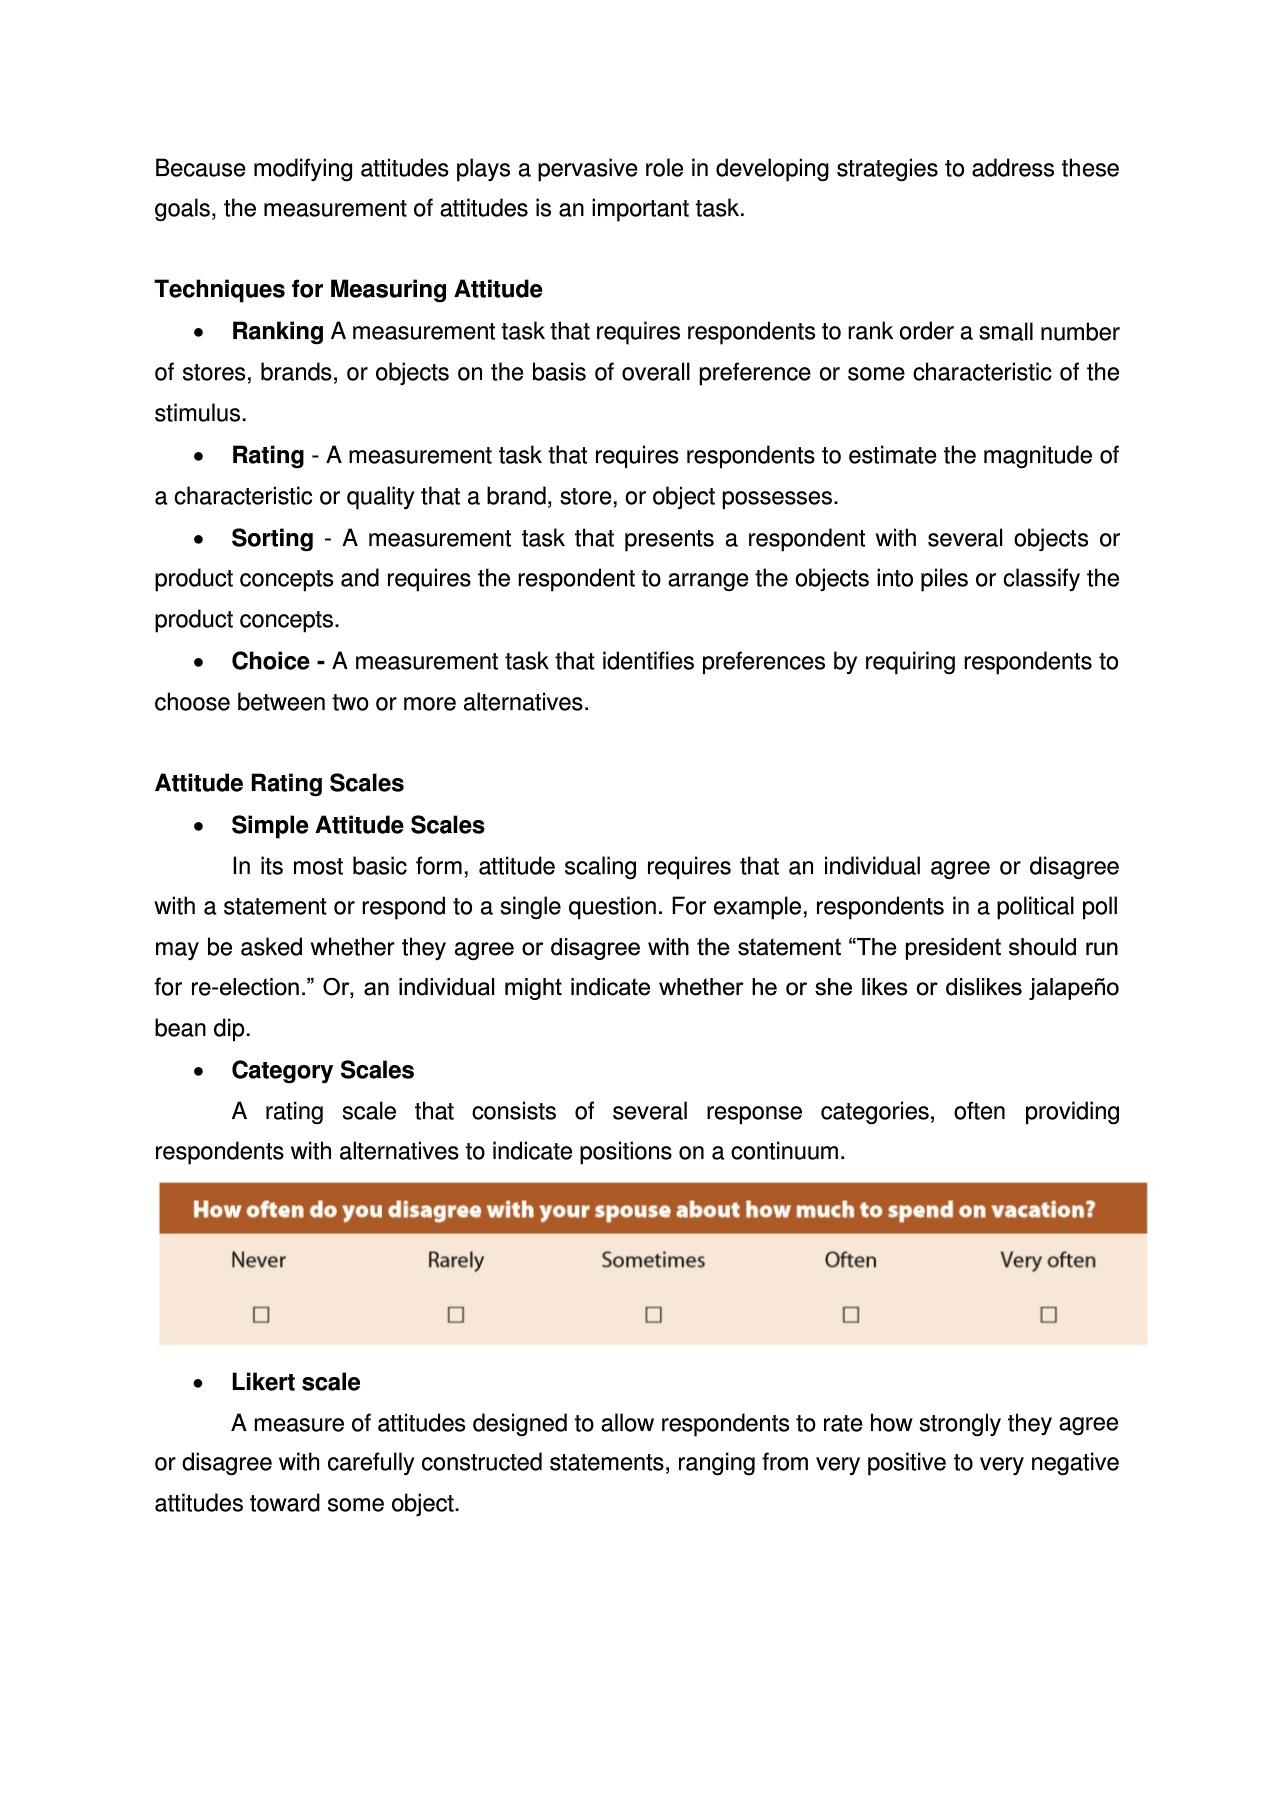 Because modifying attitudes plays a pervasive role in developing strategies to address these
goals, the measurement of attitudes is an important task.
Techniques for Measuring Attitude
• Ranking A measurement task that requires respondents to rank order a small number
of stores, brands, or objects on the basis of overall preference or some characteristic of the
stimulus.
• Rating - A measurement task that requires respondents to estimate the magnitude of
a characteristic or quality that a brand, store, or object possesses.
• Sorting - A measurement task that presents a respondent with several objects or
product concepts and requires the respondent to arrange the objects into piles or classify the
product concepts.
• Choice - A measurement task that identifies preferences by requiring respondents to
choose between two or more alternatives.
Attitude Rating Scales
• Simple Attitude Scales
In its most basic form, attitude scaling requires that an individual agree or disagree
with a statement or respond to a single question. For example, respondents in a political poll
may be asked whether they agree or disagree with the statement “The president should run
for re-election.” Or, an individual might indicate whether he or she likes or dislikes jalapeño
bean dip.
• Category Scales
A rating scale that consists of several response categories, often providing
respondents with alternatives to indicate positions on a continuum.
How often do you disagree with your spouse about how much to spend on vacation?
Never Rarely Sometimes Often Very often
☐ ☐ ☐ ☐ ☐
• Likert scale
A measure of attitudes designed to allow respondents to rate how strongly they agree
or disagree with carefully constructed statements, ranging from very positive to very negative
attitudes toward some object.